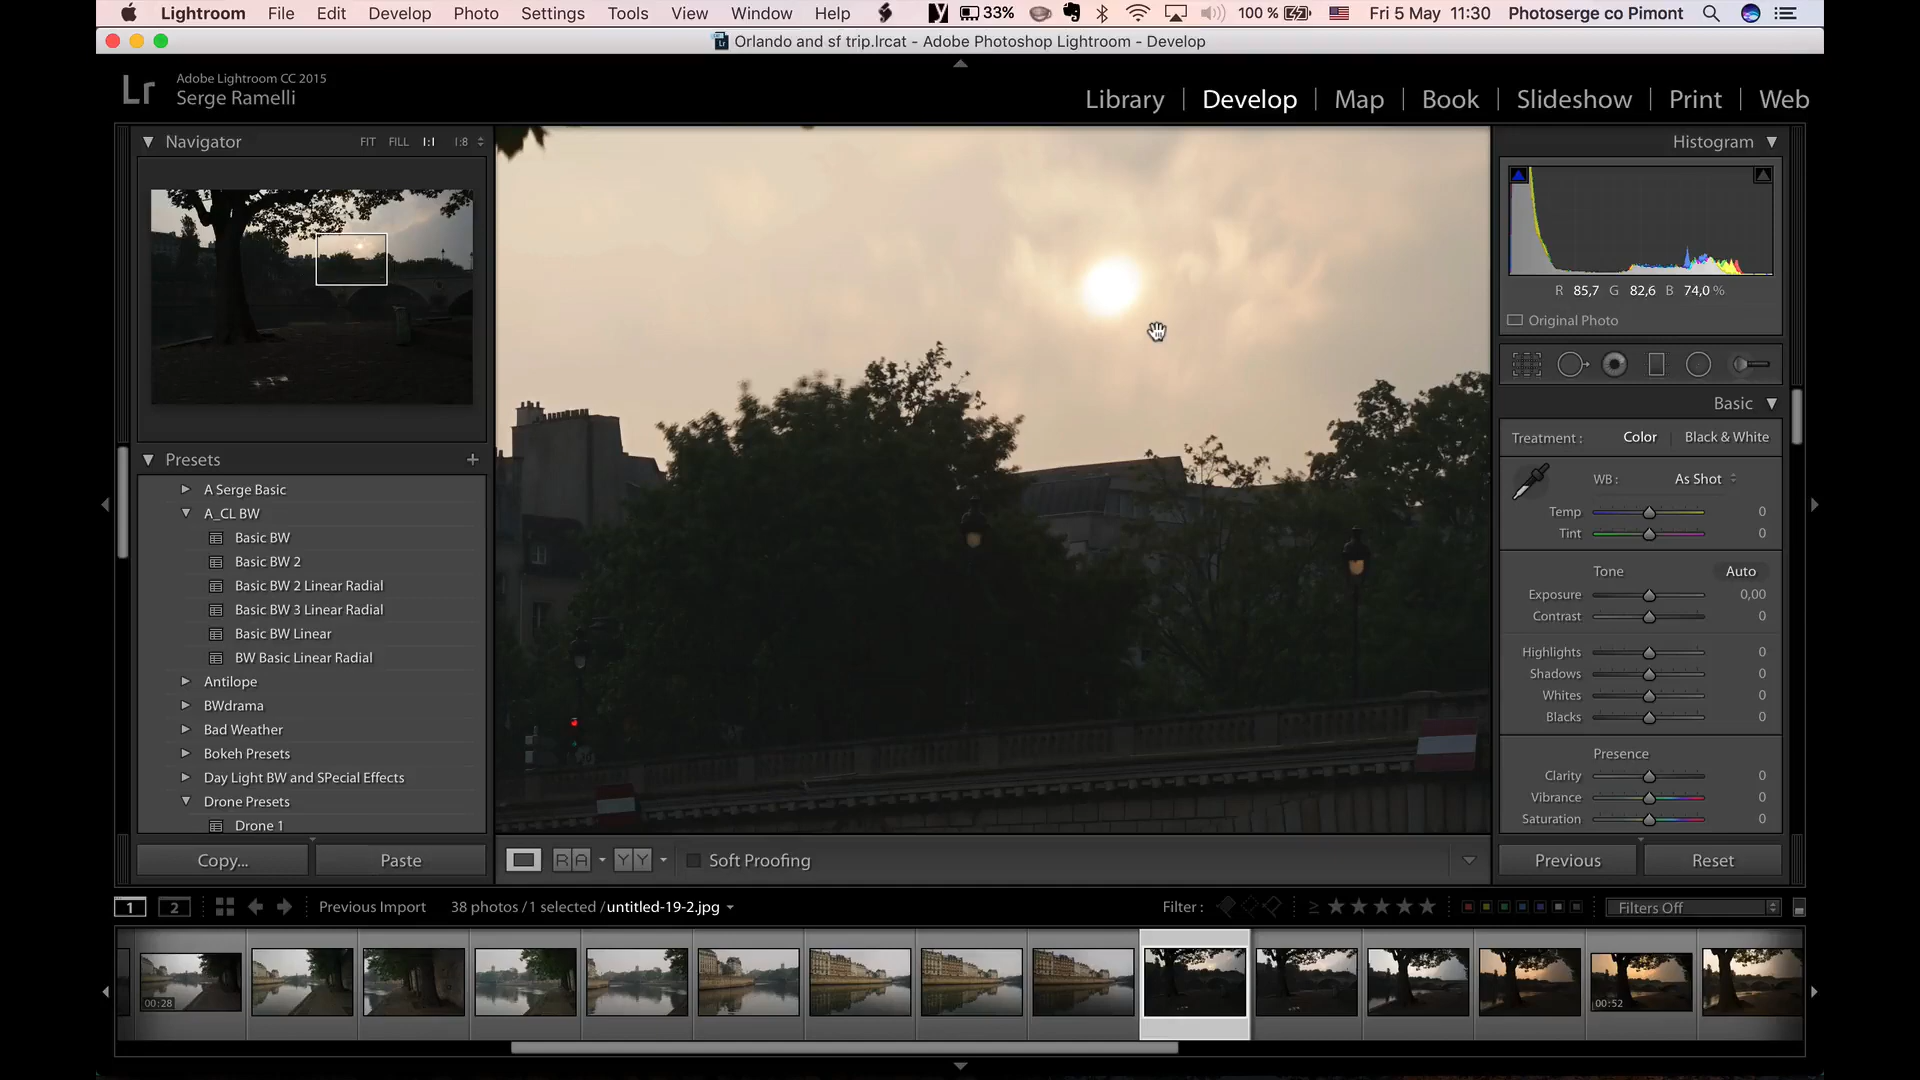 Lightroom File Edit Develop Photo Settings Tools View Window Help 33% 100 % Fri 5 May 11:30 Photoserge co Pimont
Lr Orlando and sf trip.lrcat - Adobe Photoshop Lightroom - Develop
Lr Adobe Lightroom CC 2015
Serge Ramelli
Library | Develop | Map | Book | Slideshow | Print | Web
Navigator FIT FILL 1:1 1:8
Presets +
A Serge Basic
A_CL BW
Basic BW
Basic BW 2
Basic BW 2 Linear Radial
Basic BW 3 Linear Radial
Basic BW Linear
BW Basic Linear Radial
Antilope
BWdrama
Bad Weather
Bokeh Presets
Day Light BW and SPecial Effects
Drone Presets
Drone 1
Copy... Paste
Histogram
R 85,7 G 82,6 B 74,0 %
Original Photo
Basic
Treatment : Color | Black & White
WB : As Shot
Temp 0
Tint 0
Tone Auto
Exposure 0,00
Contrast 0
Highlights 0
Shadows 0
Whites 0
Blacks 0
Presence
Clarity 0
Vibrance 0
Saturation 0
Previous Reset
R A Y Y Soft Proofing
1 2 Previous Import 38 photos / 1 selected / untitled-19-2.jpg Filter : ≥ ★ ★ ★ ★ ★ Filters Off
00:28 00:52